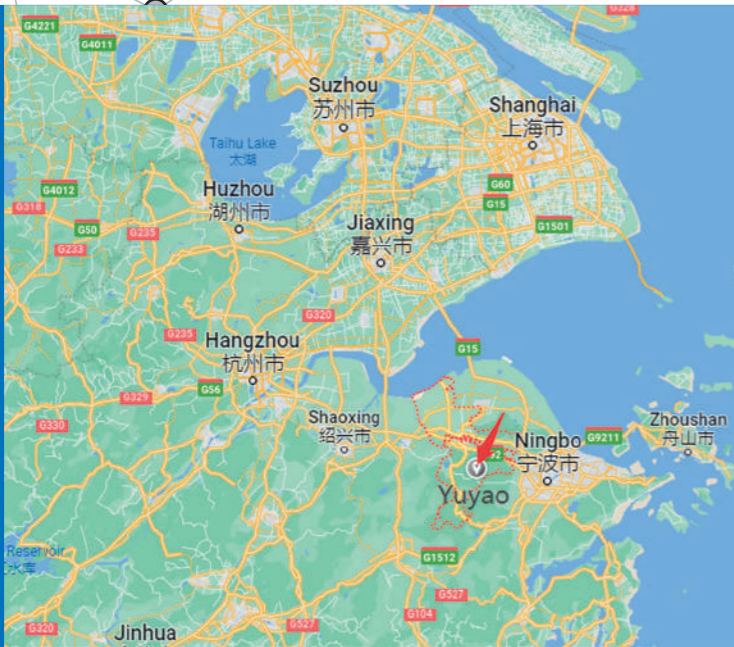 G4221
G4011
G328
Suzhou
苏州市
Shanghai
上海市
Taihu Lake
太湖
G4012
G318
Huzhou
湖州市
G60
G15
G50
G235
G233
Jiaxing
嘉兴市
G1501
G320
G235
Hangzhou
杭州市
G15
G56
G329
G330
Shaoxing
绍兴市
Ningbo
宁波市
G9211
Zhoushan
舟山市
Yuyao
Reservoir
水库
G1512
G527
G104
G320
G527
Jinhua